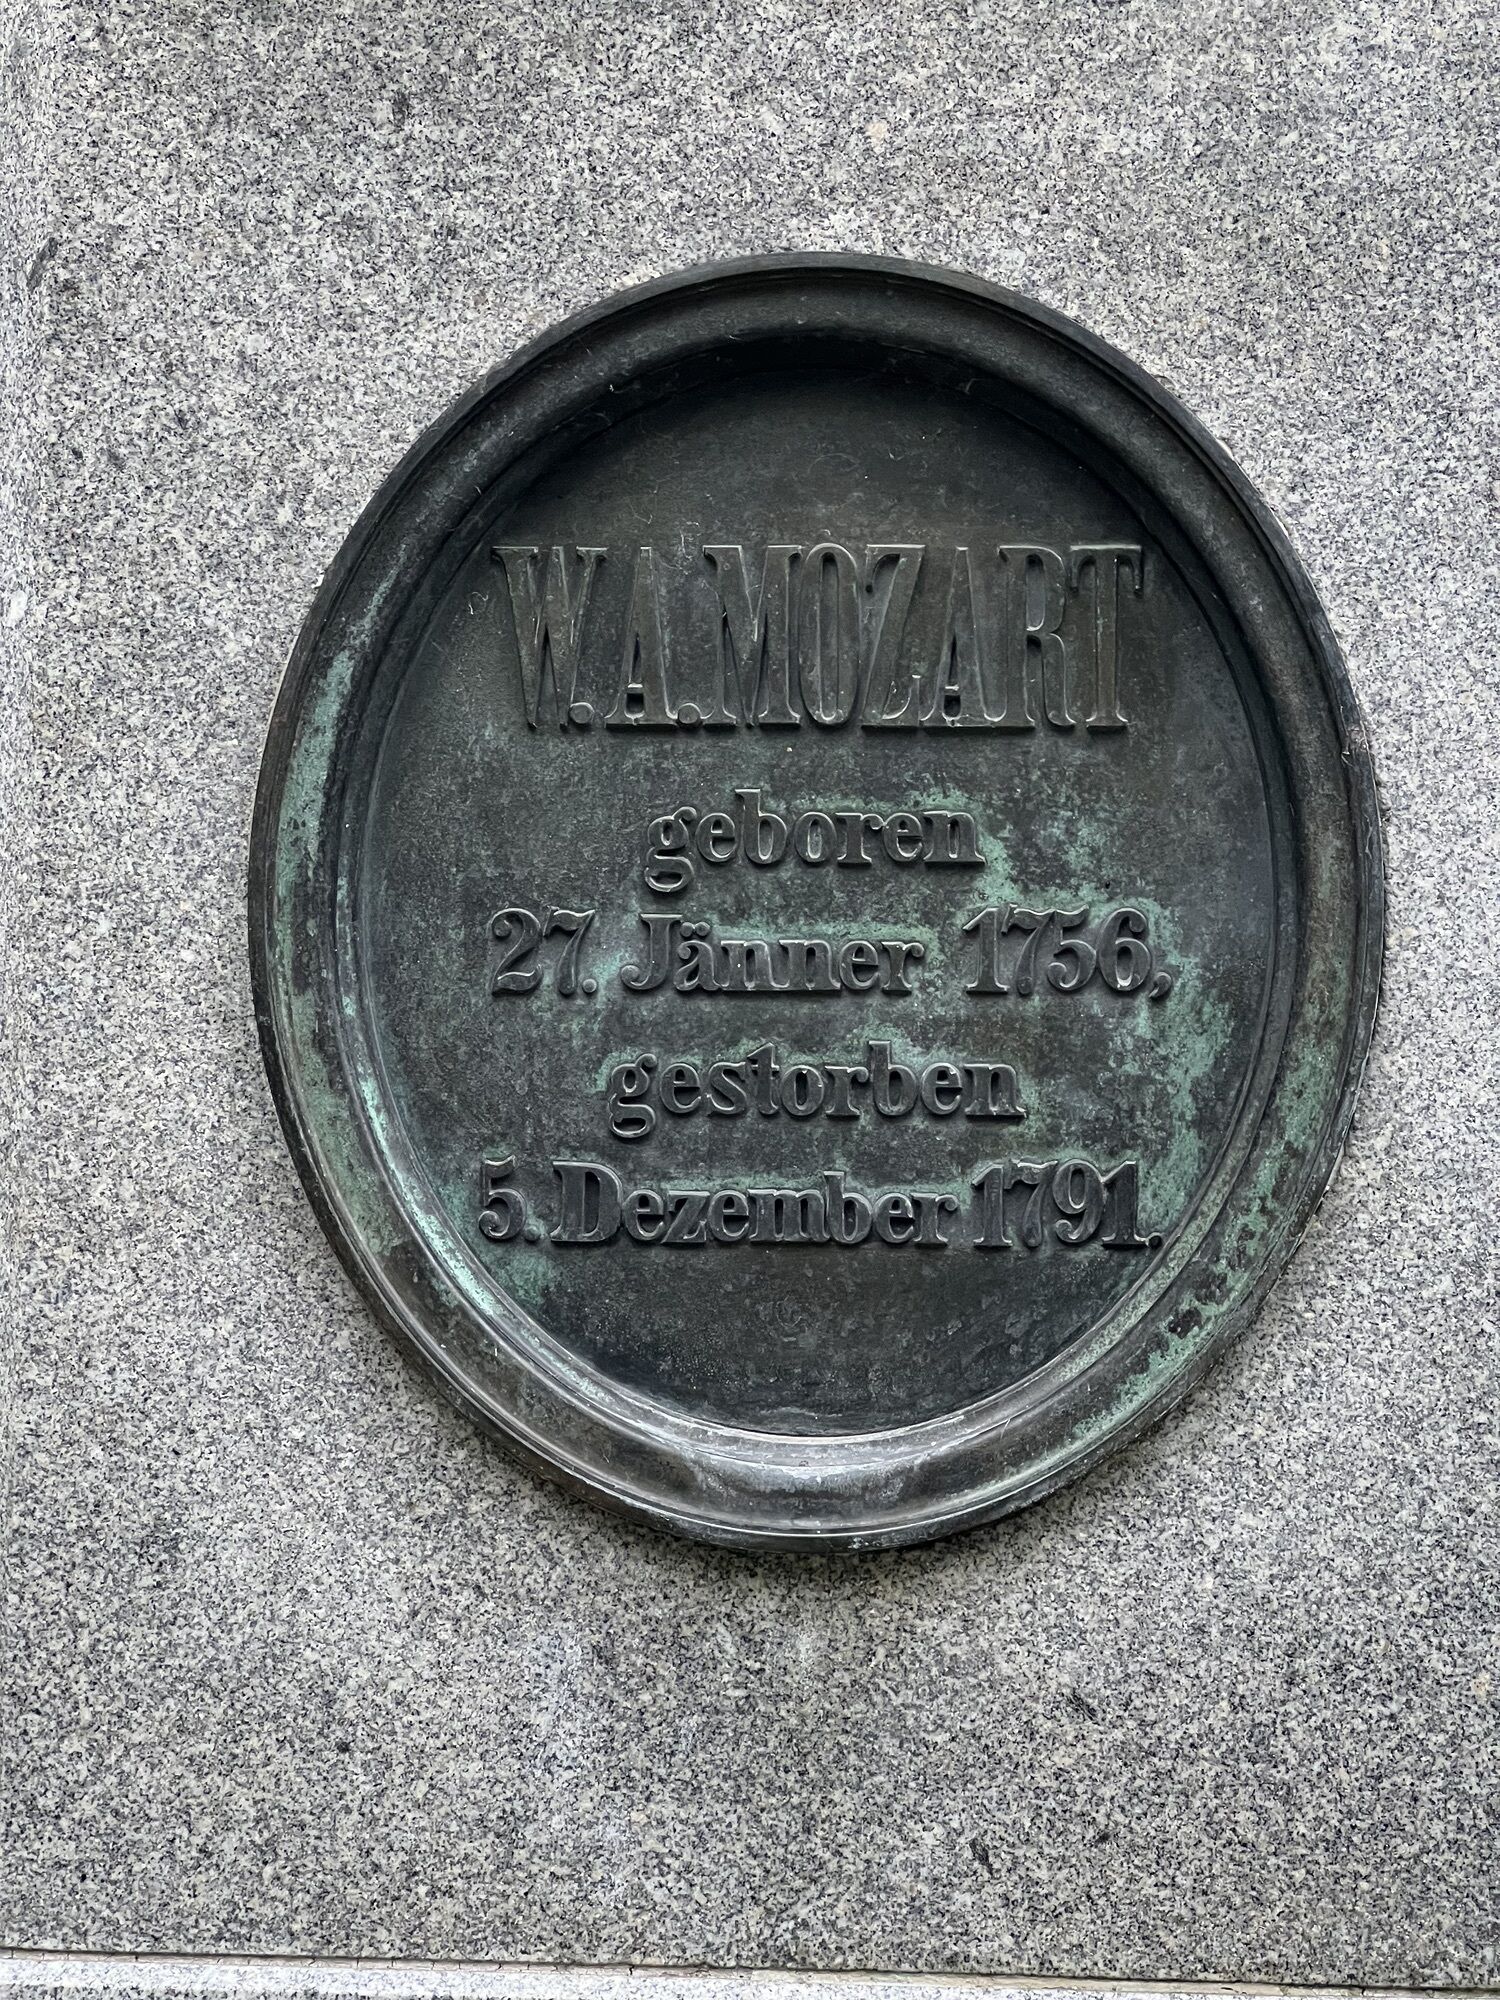 W. A. MOZART
geboren
27. Jänner 1756,
gestorben
5. Dezember 1791.